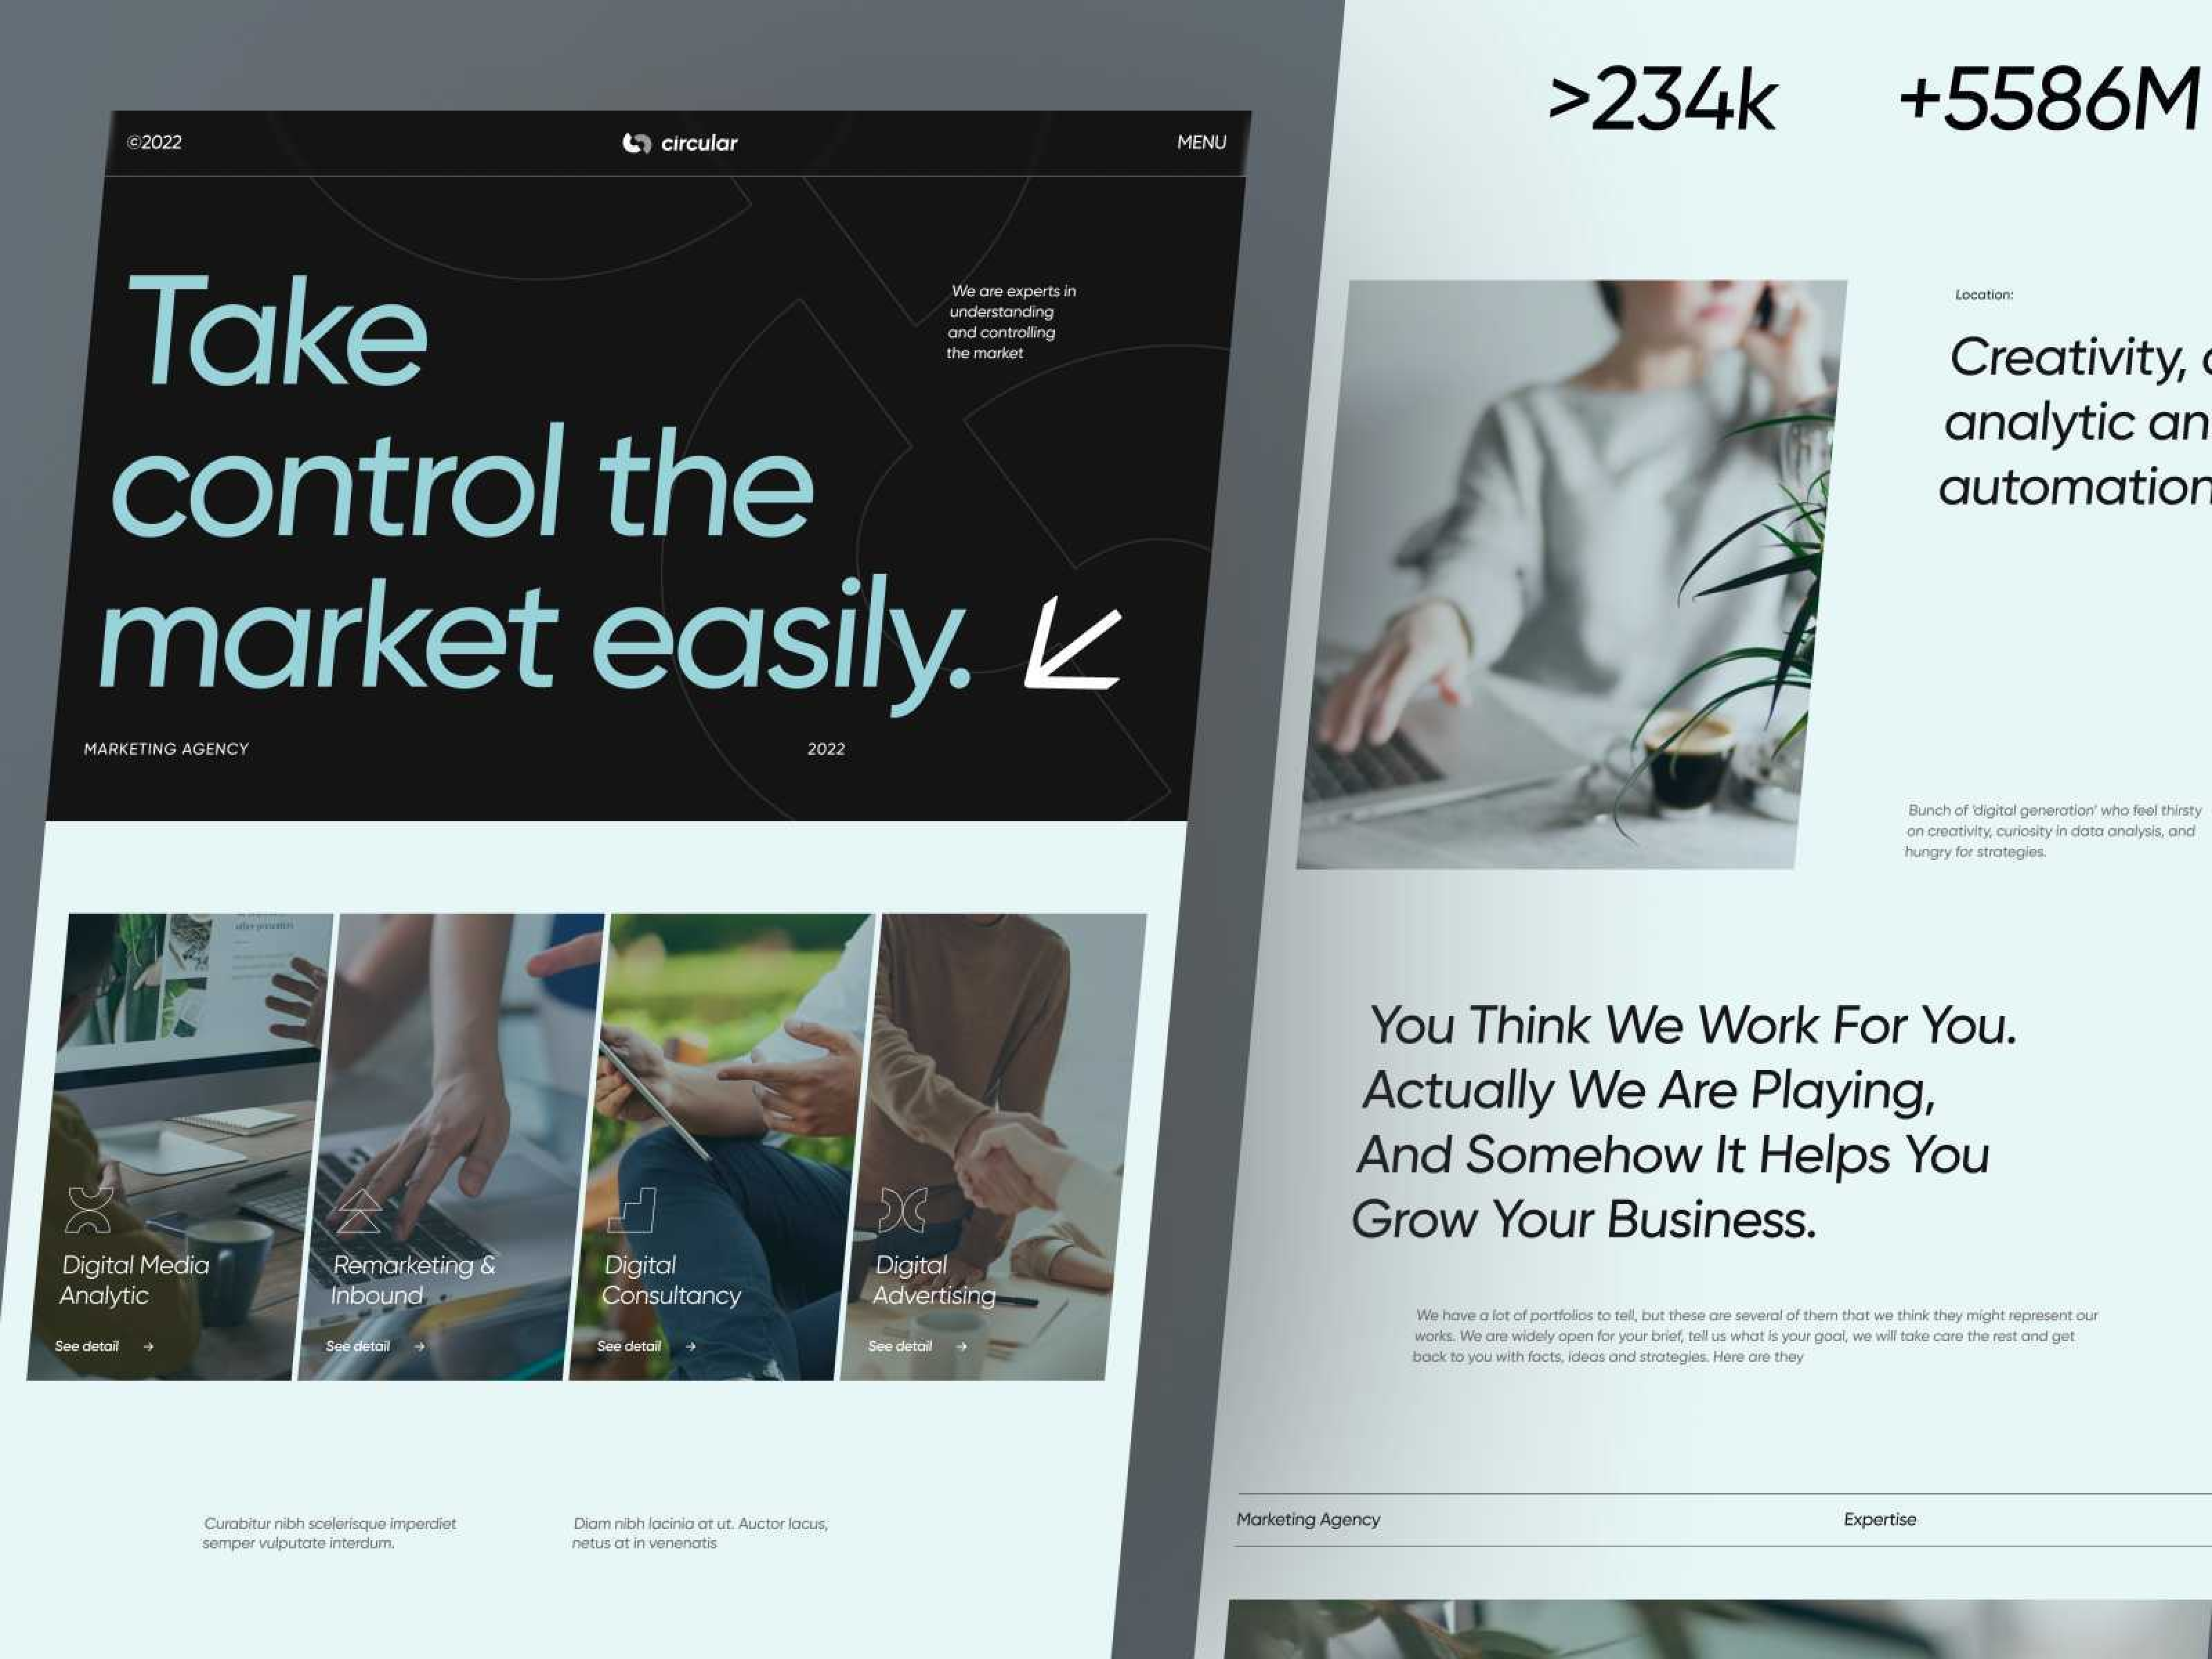 ©2022
circular
MENU
Take
control the
market easily.
We are experts in
understanding
and controlling
the market
MARKETING AGENCY
2022
Digital Media
Analytic
See detail →
Remarketing &
Inbound
See detail →
Digital
Consultancy
See detail →
Digital
Advertising
See detail →
Curabitur nibh scelerisque imperdiet
semper vulputate interdum.
Diam nibh lacinia at ut. Auctor lacus,
netus at in venenatis
>234k
+5586M
Location:
Creativity,
analytic an
automation
Bunch of 'digital generation' who feel thirsty
on creativity, curiosity in data analysis, and
hungry for strategies.
You Think We Work For You.
Actually We Are Playing,
And Somehow It Helps You
Grow Your Business.
We have a lot of portfolios to tell, but these are several of them that we think they might represent our
works. We are widely open for your brief, tell us what is your goal, we will take care the rest and get
back to you with facts, ideas and strategies. Here are they
Marketing Agency
Expertise